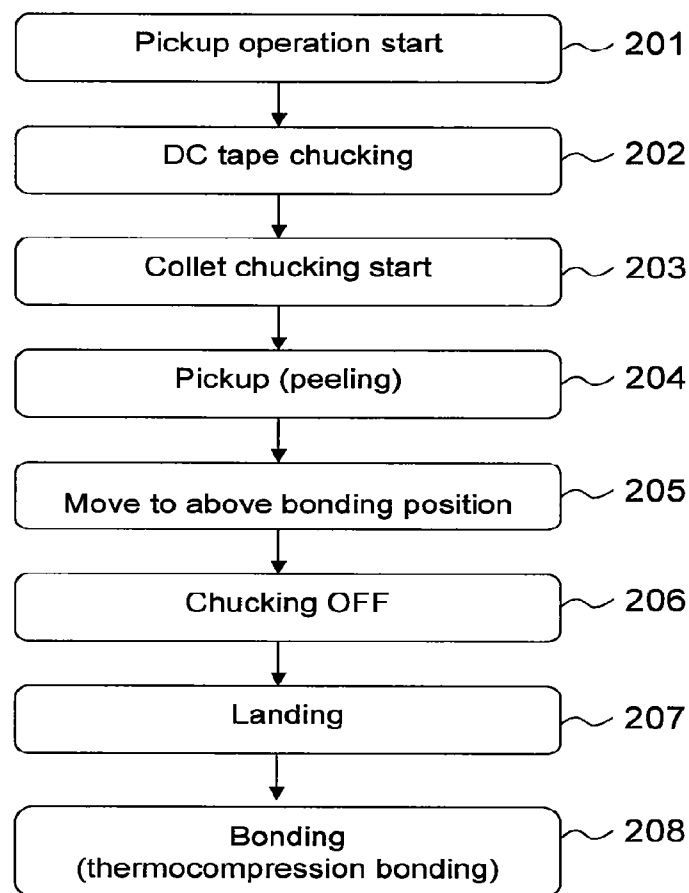 Pickup operation start
201
DC tape chucking
202
Collet chucking start
203
Pickup (peeling)
204
Move to above bonding position
205
Chucking OFF
206
Landing
207
Bonding
(thermocompression bonding)
208